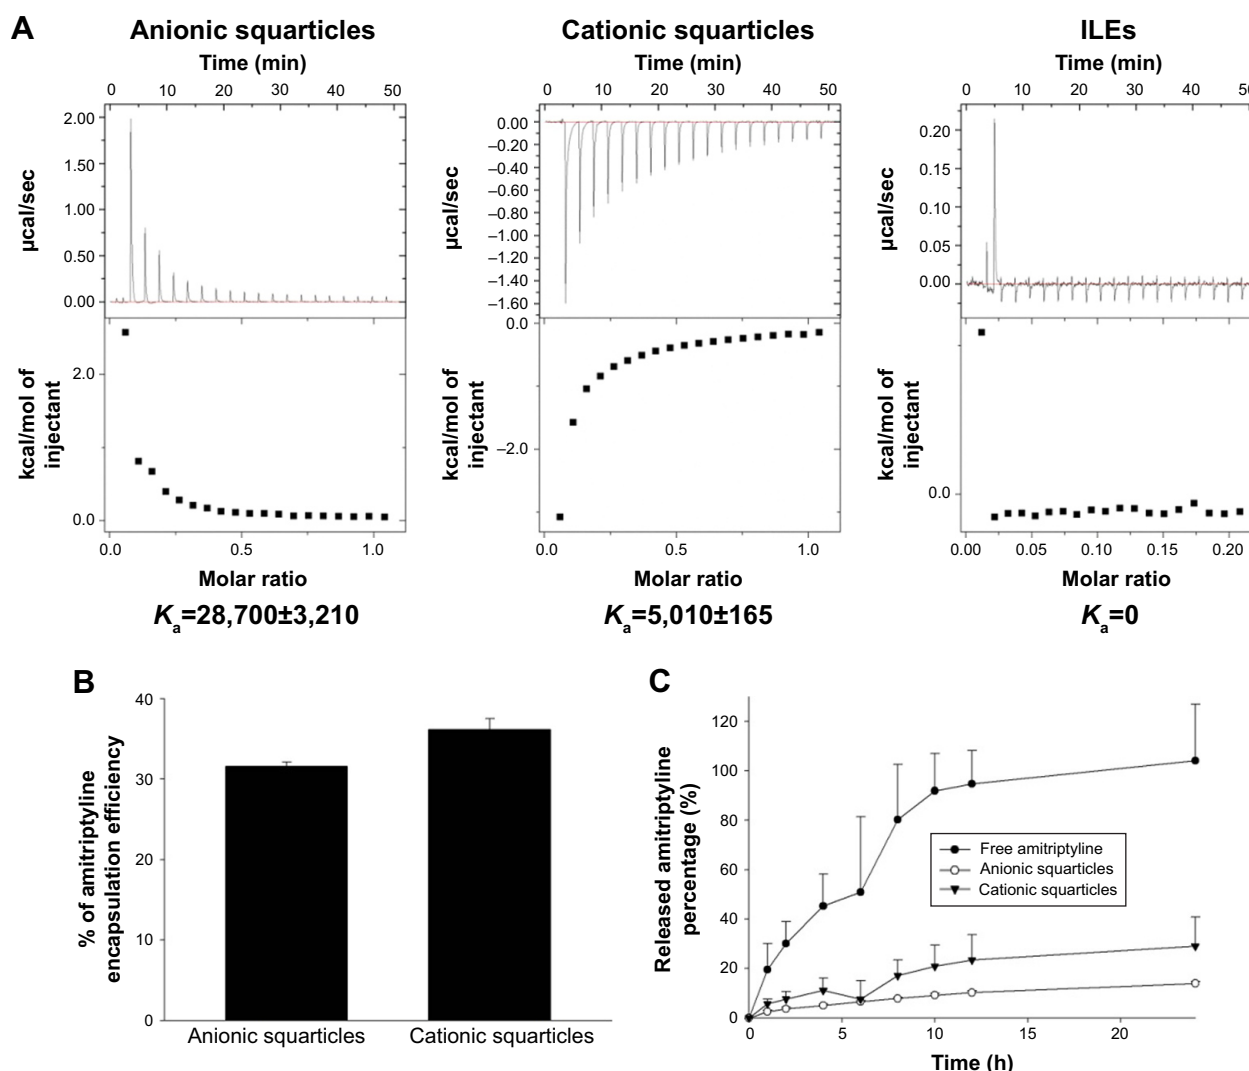 A
Anionic squarticles
Time (min)
0 10 20 30 40 50
2.00
1.50
1.00
0.50
0.00
µcal/sec
2.0
0.0
kcal/mol of
injectant
0.0 0.5 1.0
Molar ratio
Ka=28,700±3,210
Cationic squarticles
Time (min)
0 10 20 30 40 50
0.00
–0.20
–0.40
–0.60
–0.80
–1.00
–1.20
–1.40
–1.60
µcal/sec
0.0
–2.0
kcal/mol of
injectant
0.0 0.5 1.0
Molar ratio
Ka=5,010±165
ILEs
Time (min)
0 10 20 30 40 50
0.20
0.15
0.10
0.05
0.00
µcal/sec
0.0
kcal/mol of
injectant
0.00 0.05 0.10 0.15 0.20
Molar ratio
Ka=0
B
40
30
20
10
0
% of amitriptyline
encapsulation efficiency
Anionic squarticles Cationic squarticles
C
120
100
80
60
40
20
0
Released amitriptyline
percentage (%)
Free amitriptyline
Anionic squarticles
Cationic squarticles
0 5 10 15 20
Time (h)